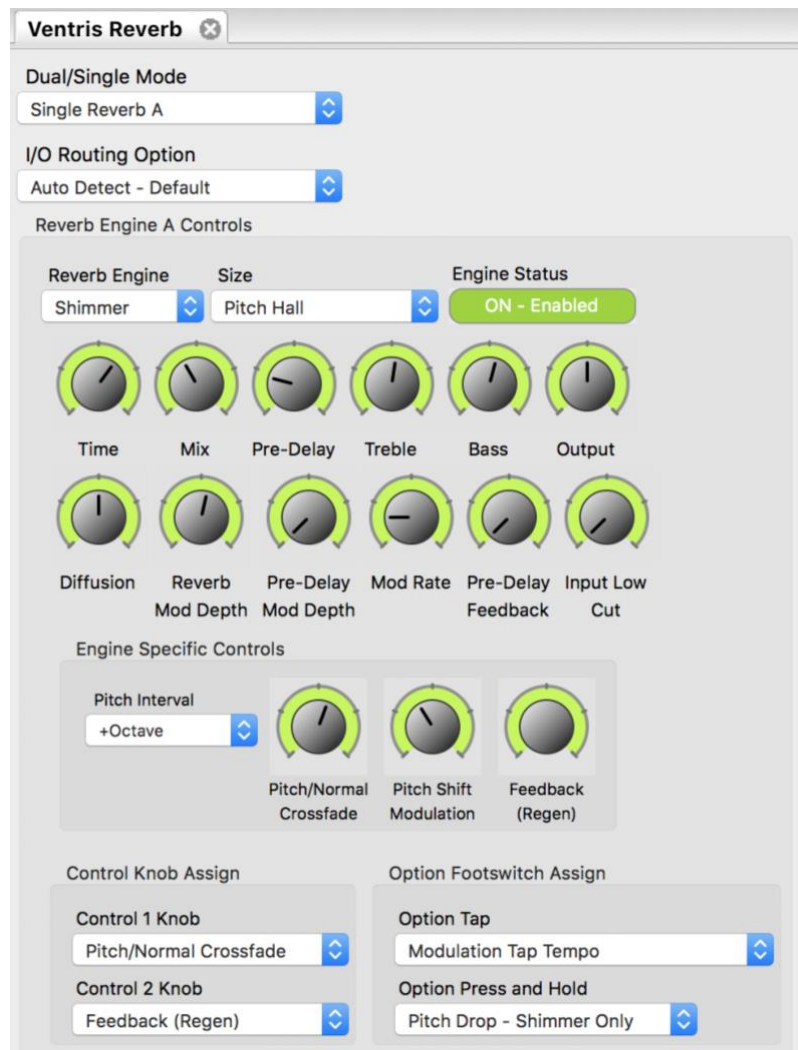 Ventris Reverb
Dual/Single Mode
Single Reverb A
I/O Routing Option
Auto Detect - Default
Reverb Engine A Controls
Reverb Engine Size Engine Status
Shimmer Pitch Hall ON - Enabled
Time Mix Pre-Delay Treble Bass Output
Diffusion Reverb Pre-Delay Mod Rate Pre-Delay Input Low
Mod Depth Mod Depth Feedback Cut
Engine Specific Controls
Pitch Interval
+Octave
Pitch/Normal Pitch Shift Feedback
Crossfade Modulation (Regen)
Control Knob Assign Option Footswitch Assign
Control 1 Knob Option Tap
Pitch/Normal Crossfade Modulation Tap Tempo
Control 2 Knob Option Press and Hold
Feedback (Regen) Pitch Drop - Shimmer Only